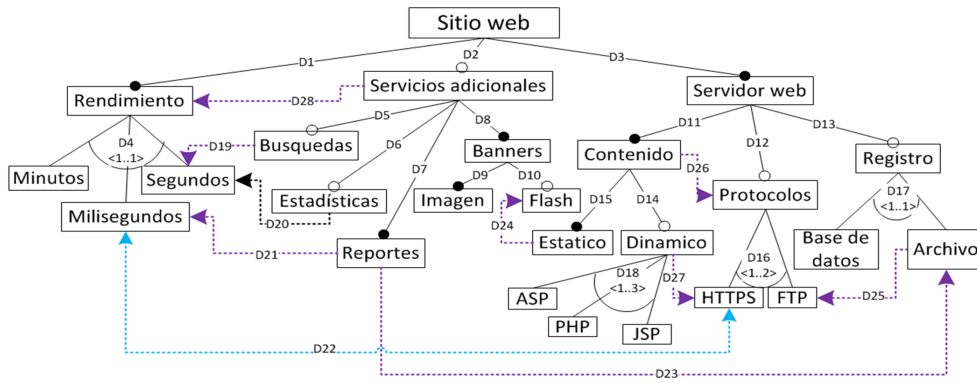 Sitio web
D1
D2
D3
Rendimiento
D28
Servicios adicionales
Servidor web
D4
<1..1>
D19
D5
D6
D7
D8
D11
D12
D13
Busquedas
Banners
Contenido
Registro
Minutos
Segundos
D9
D10
D26
Protocolos
D17
<1..1>
Estadísticas
Imagen
Flash
D15
D14
Milisegundos
D20
D24
Estatico
Dinamico
Base de
datos
Archivo
D21
Reportes
D18
<1..3>
D27
D16
<1..2>
ASP
HTTPS
FTP
D25
PHP
JSP
D22
D23